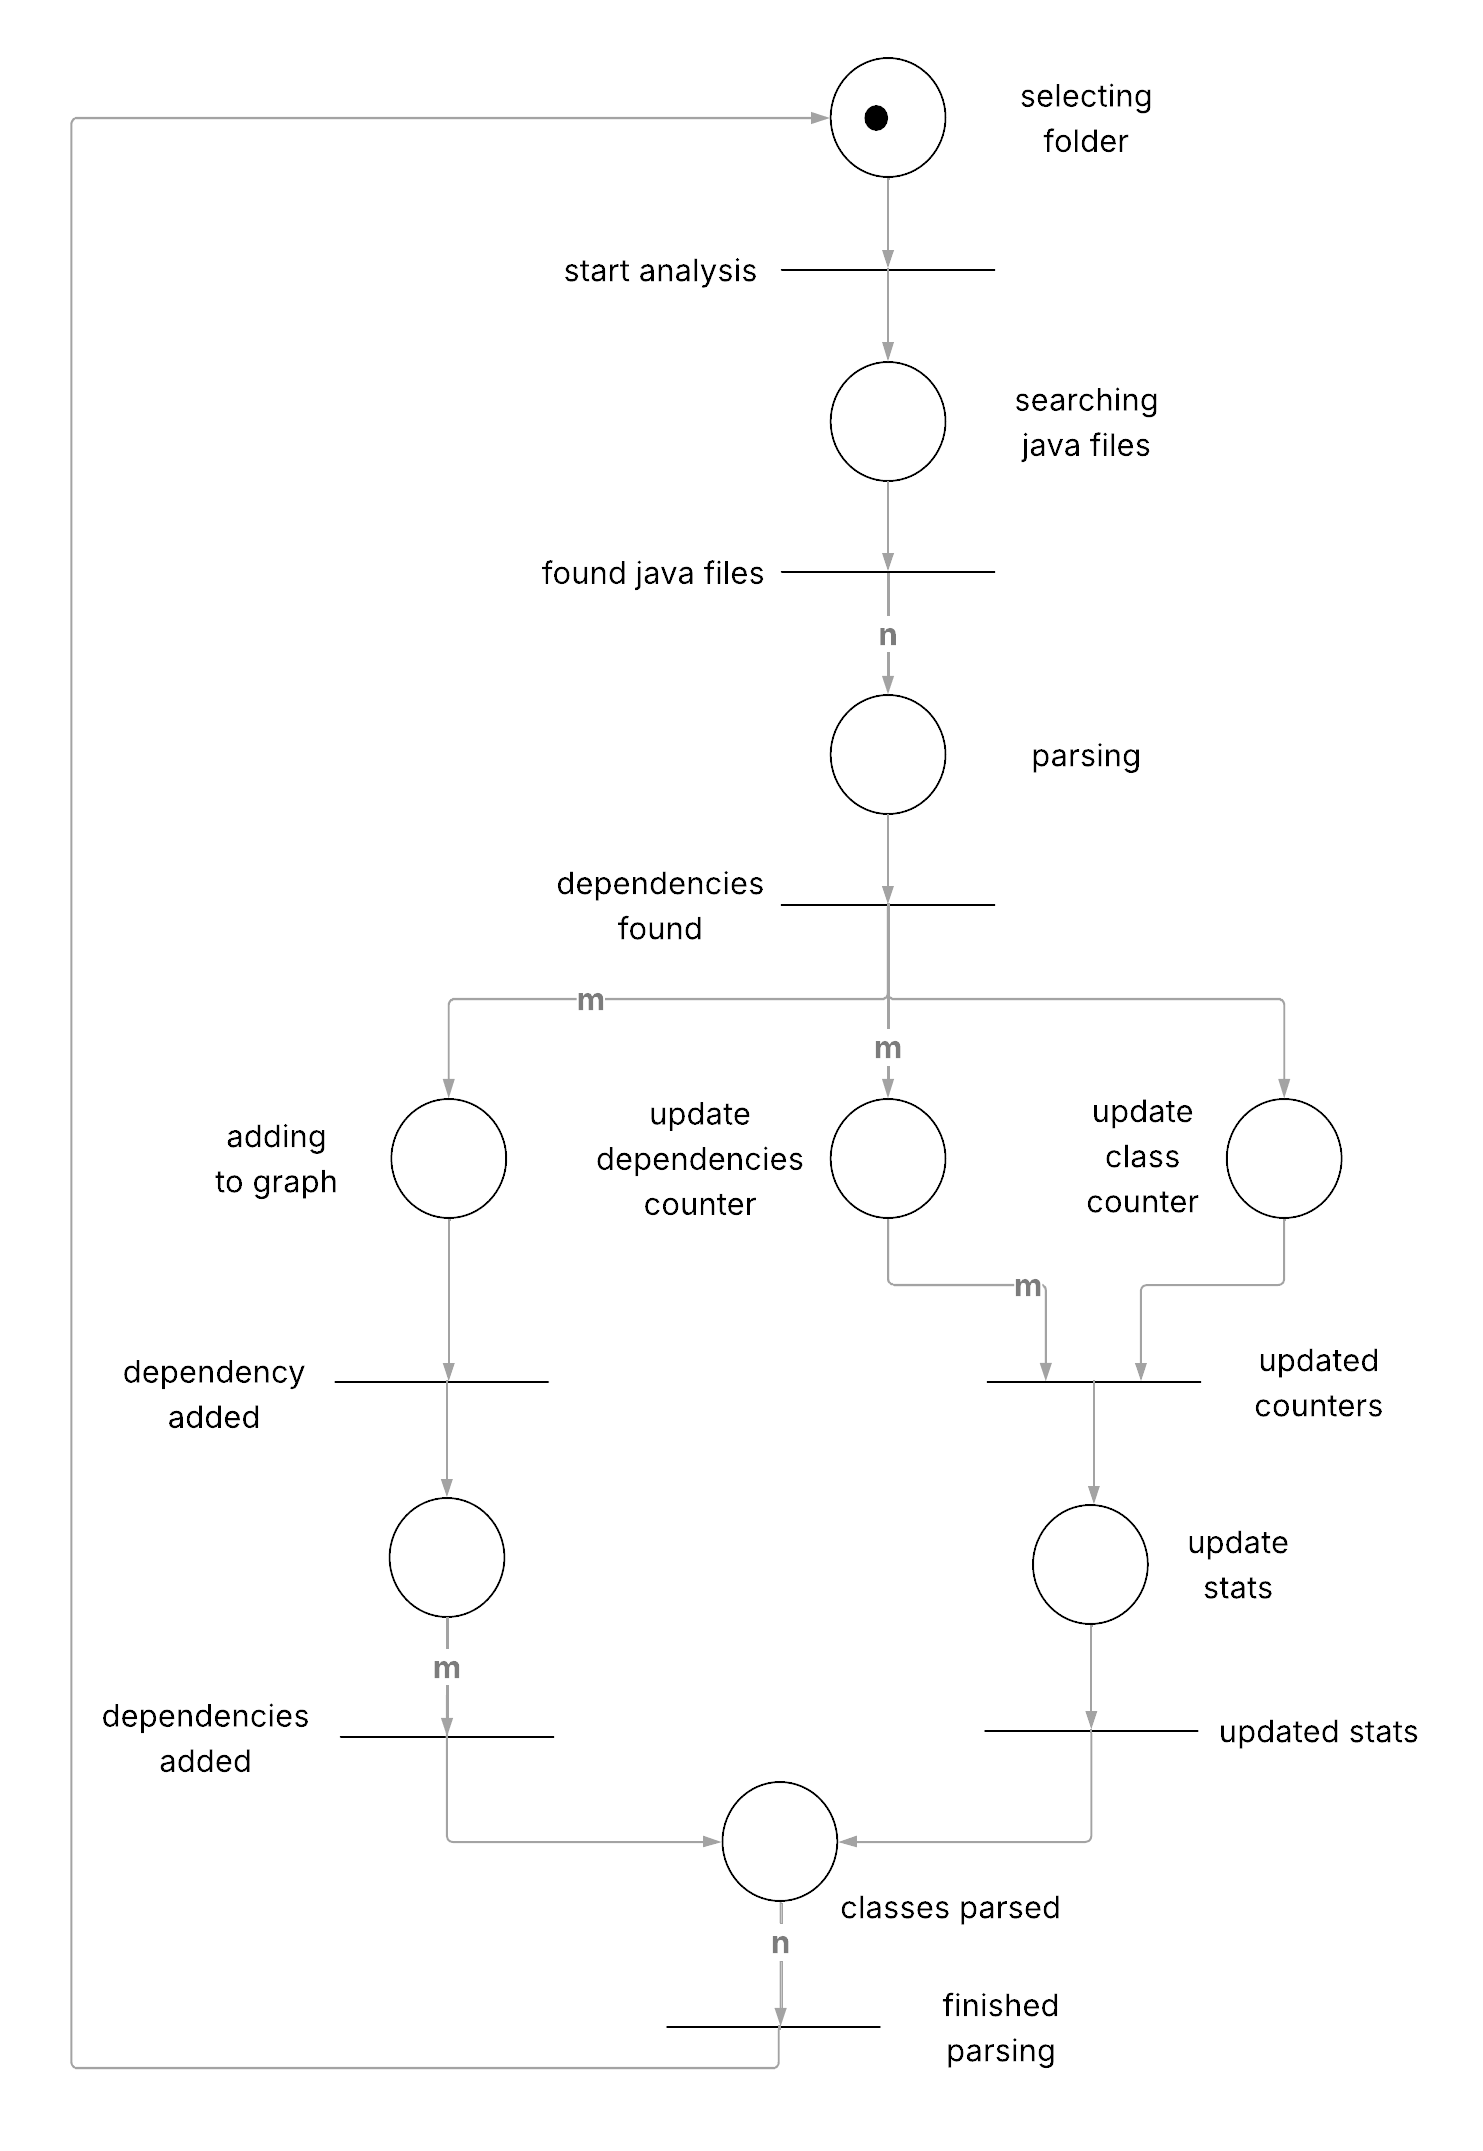 selecting
folder
start analysis
searching
java files
found java files
n
parsing
dependencies
found
m
m
adding
to graph
update
dependencies
counter
update
class
counter
m
dependency
added
updated
counters
update
stats
m
dependencies
added
updated stats
classes parsed
n
finished
parsing